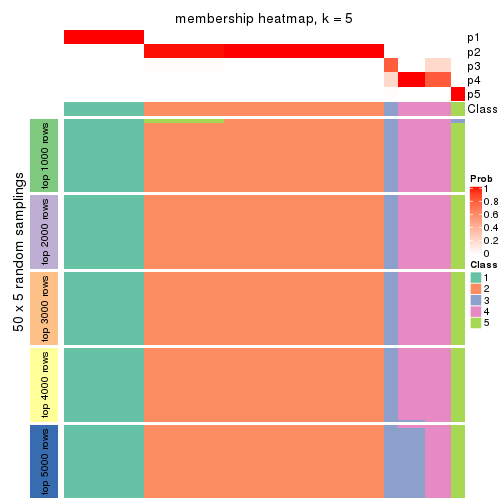 membership heatmap, k = 5
p1
p2
p3
p4
p5
Class
50 x 5 random samplings
top 1000 rows
top 2000 rows
top 3000 rows
top 4000 rows
top 5000 rows
Prob
1
0.8
0.6
0.4
0.2
0
Class
1
2
3
4
5